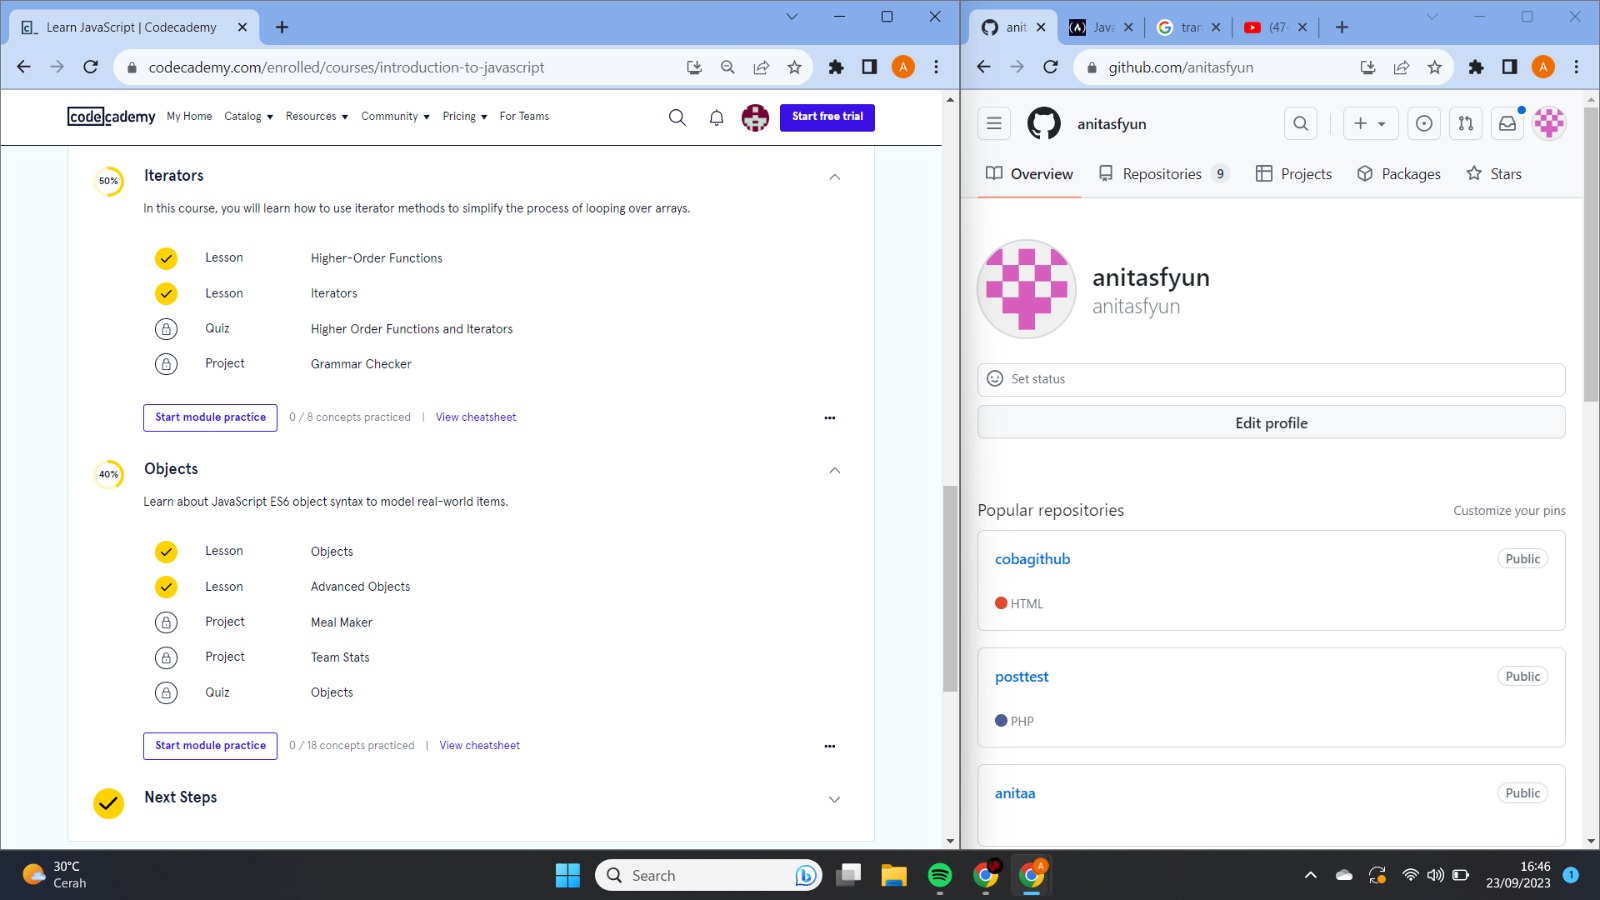 Learn JavaScript | Codecademy
codecademy.com/enrolled/courses/introduction-to-javascript
codecademy
My Home
Catalog
Resources
Community
Pricing
For Teams
Start free trial
50%
Iterators
In this course, you will learn how to use iterator methods to simplify the process of looping over arrays.
Lesson Higher-Order Functions
Lesson Iterators
Quiz Higher Order Functions and Iterators
Project Grammar Checker
Start module practice 0 / 8 concepts practiced | View cheatsheet
40%
Objects
Learn about JavaScript ES6 object syntax to model real-world items.
Lesson Objects
Lesson Advanced Objects
Project Meal Maker
Project Team Stats
Quiz Objects
Start module practice 0 / 18 concepts practiced | View cheatsheet
Next Steps
anit
Java
tran
(47
github.com/anitasfyun
A
A
anitasfyun
Overview
Repositories 9
Projects
Packages
Stars
anitasfyun
anitasfyun
Set status
Edit profile
Popular repositories
Customize your pins
cobagithub
Public
HTML
posttest
Public
PHP
anitaa
Public
30°C
Cerah
Search
A
16:46
23/09/2023
1